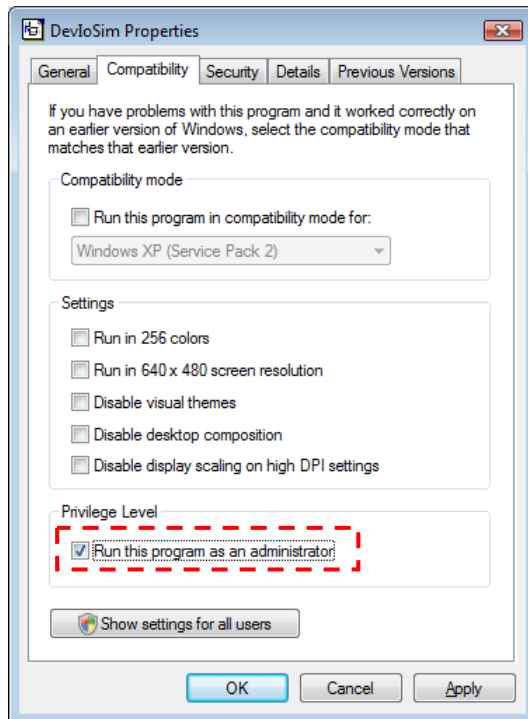 DevIoSim Properties
General Compatibility Security Details Previous Versions
If you have problems with this program and it worked correctly on
an earlier version of Windows, select the compatibility mode that
matches that earlier version.
Compatibility mode
Run this program in compatibility mode for:
Windows XP (Service Pack 2)
Settings
Run in 256 colors
Run in 640 x 480 screen resolution
Disable visual themes
Disable desktop composition
Disable display scaling on high DPI settings
Privilege Level
Run this program as an administrator
Show settings for all users
OK Cancel Apply